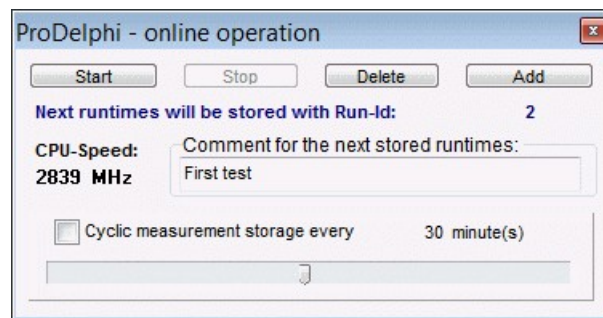 ProDelphi - online operation
Start Stop Delete Add
Next runtimes will be stored with Run-Id: 2
CPU-Speed: Comment for the next stored runtimes:
2839 MHz First test
Cyclic measurement storage every 30 minute(s)